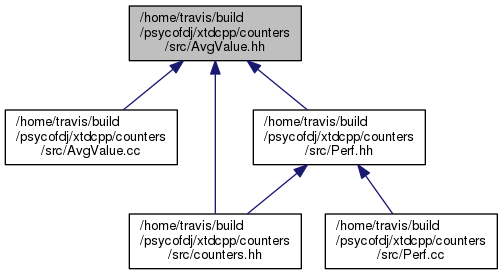 /home/travis/build
/psycofdj/xtdcpp/counters
/src/AvgValue.hh
/home/travis/build
/psycofdj/xtdcpp/counters
/src/AvgValue.cc
/home/travis/build
/psycofdj/xtdcpp/counters
/src/Perf.hh
/home/travis/build
/psycofdj/xtdcpp/counters
/src/counters.hh
/home/travis/build
/psycofdj/xtdcpp/counters
/src/Perf.cc